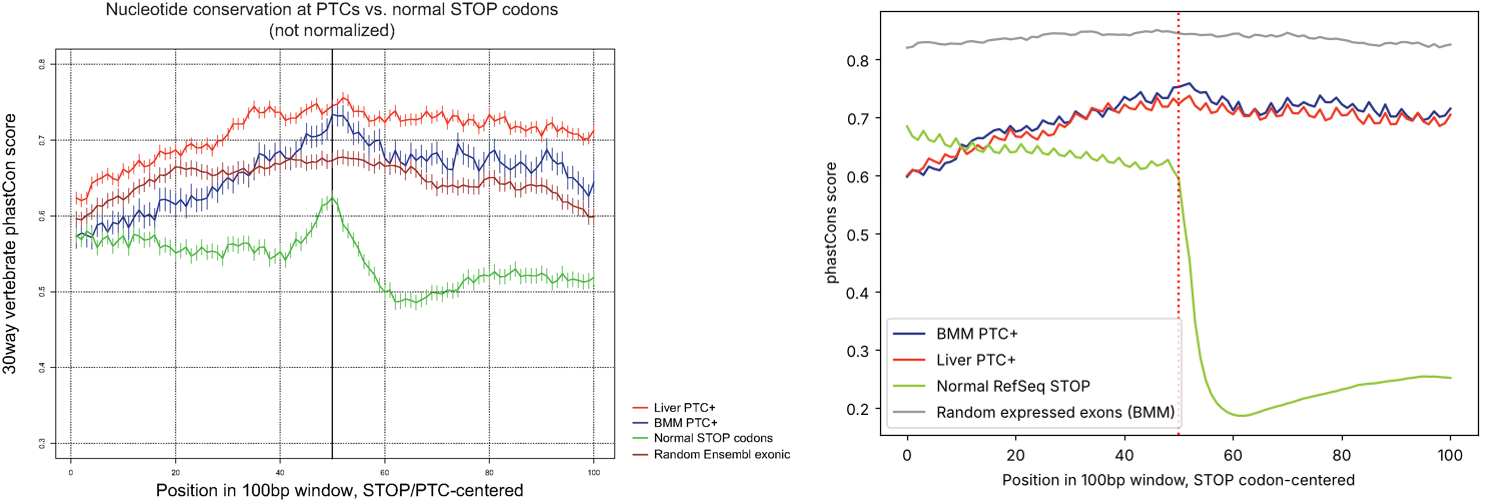 Nucleotide conservation at PTCs vs. normal STOP codons
(not normalized)
30way vertebrate phastCon score
0.8
0.7
0.6
0.5
0.4
0.3
0
20
40
60
80
100
Position in 100bp window, STOP/PTC-centered
Liver PTC+
BMM PTC+
Normal STOP codons
Random Ensembl exonic
phastCons score
0.8
0.7
0.6
0.5
0.4
0.3
0.2
BMM PTC+
Liver PTC+
Normal RefSeq STOP
Random expressed exons (BMM)
0
20
40
60
80
100
Position in 100bp window, STOP codon-centered